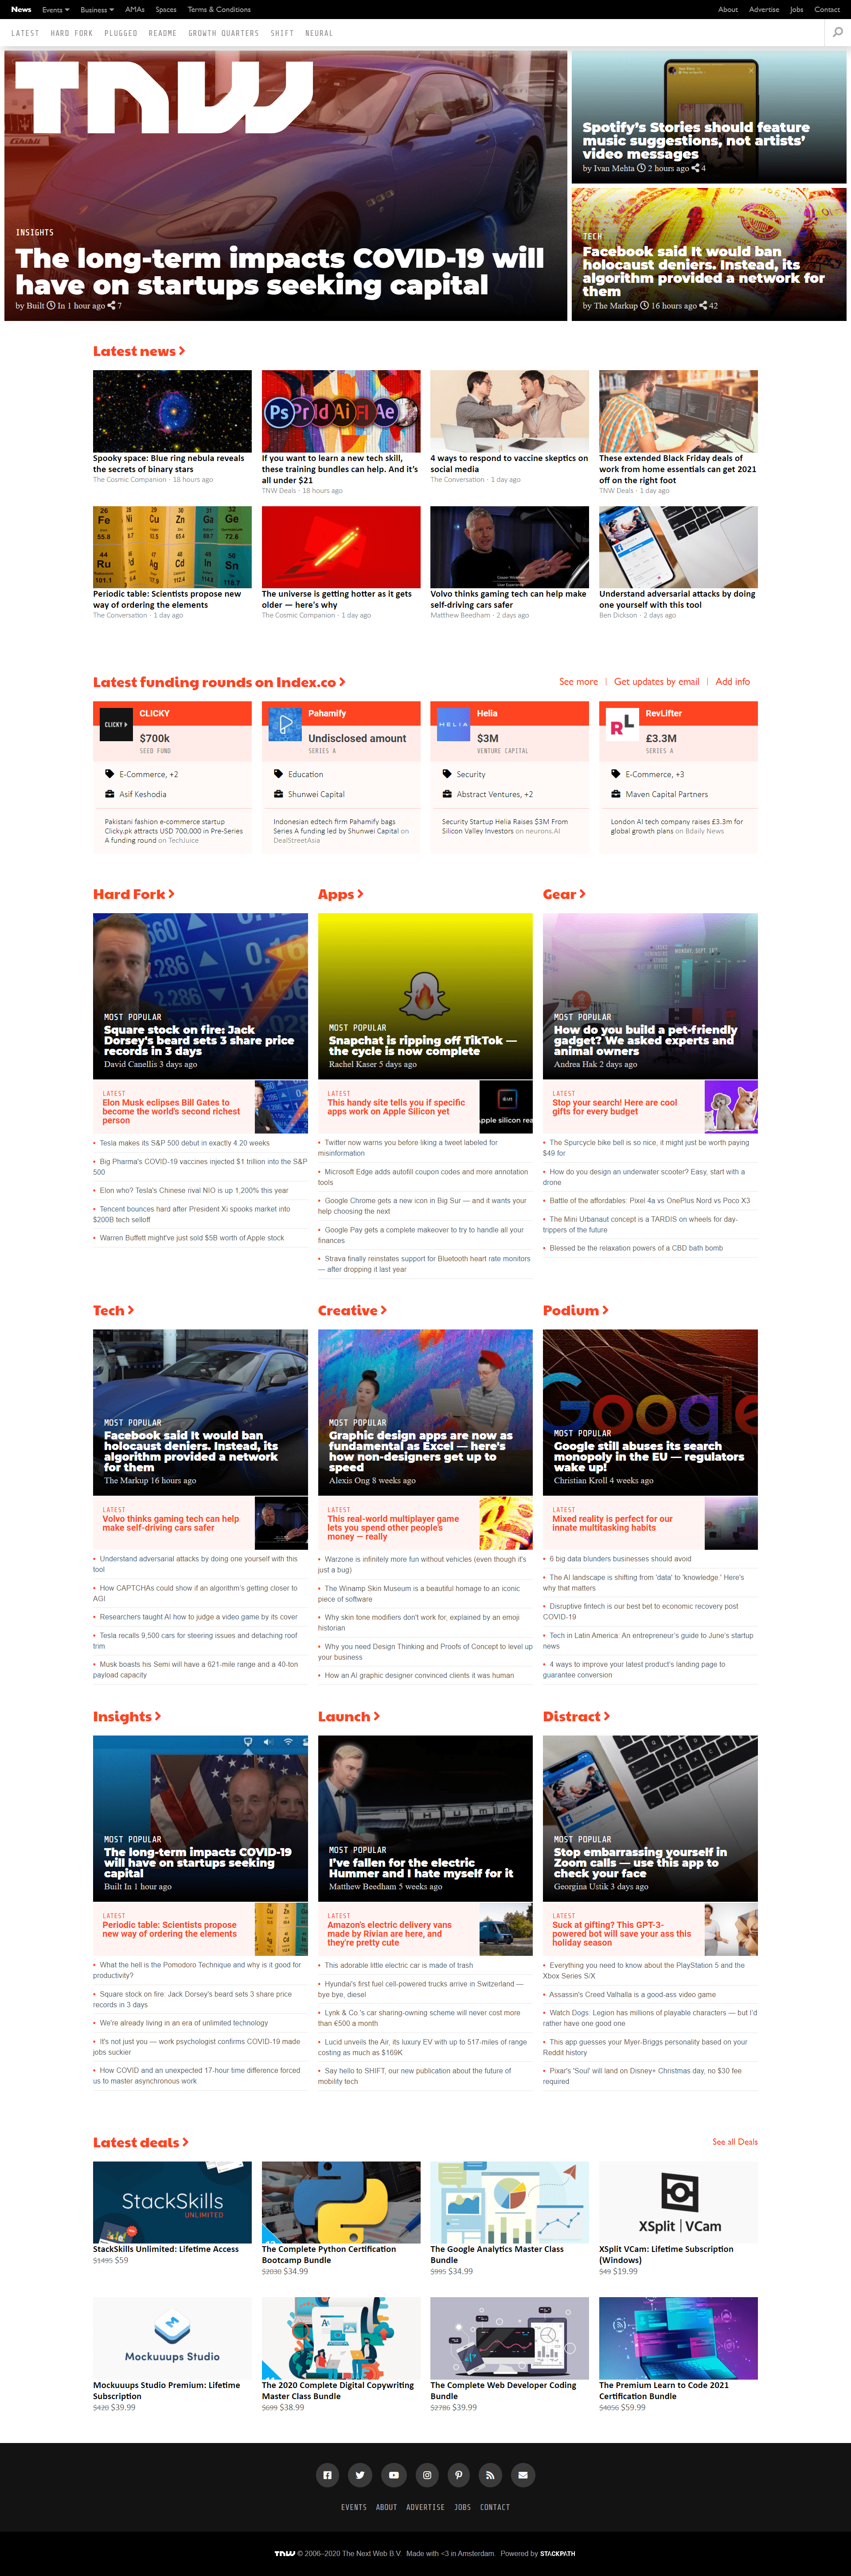 News Events Business AMAs Spaces Terms & Conditions About Advertise Jobs Contact
LATEST HARD FORK PLUGGED README GROWTH QUARTERS SHIFT NEURAL
TNW
INSIGHTS
The long-term impacts COVID-19 will
have on startups seeking capital
by Built In 1 hour ago 7
Spotify's Stories should feature
music suggestions, not artists'
video messages
by Ivan Mehta 2 hours ago 4
TECH
Facebook said It would ban
holocaust deniers. Instead, its
algorithm provided a network for
them
by The Markup 16 hours ago 42
Latest news
Spooky space: Blue ring nebula reveals
the secrets of binary stars
The Cosmic Companion · 18 hours ago
Ps Pr Id Ai Fl Ae
If you want to learn a new tech skill,
these training bundles can help. And it's
all under $21
TNW Deals · 18 hours ago
4 ways to respond to vaccine skeptics on
social media
The Conversation · 1 day ago
These extended Black Friday deals of
work from home essentials can get 2021
off on the right foot
TNW Deals · 1 day ago
Periodic table: Scientists propose new
way of ordering the elements
The Conversation · 1 day ago
The universe is getting hotter as it gets
older — here's why
The Cosmic Companion · 1 day ago
Volvo thinks gaming tech can help make
self-driving cars safer
Matthew Beedham · 2 days ago
Understand adversarial attacks by doing
one yourself with this tool
Ben Dickson · 2 days ago
Latest funding rounds on Index.co
See more | Get updates by email | Add info
CLICKY
CLICKY
$700k
SEED FUND
E-Commerce, +2
Asif Keshodia
Pakistani fashion e-commerce startup
Clicky.pk attracts USD 700,000 in Pre-Series
A funding round on TechJuice
Pahamify
Undisclosed amount
SERIES A
Education
Shunwei Capital
Indonesian edtech firm Pahamify bags
Series A funding led by Shunwei Capital on
DealStreetAsia
HELIA
Helia
$3M
VENTURE CAPITAL
Security
Abstract Ventures, +2
Security Startup Helia Raises $3M From
Silicon Valley Investors on neurons.AI
RL
RevLifter
£3.3M
SERIES A
E-Commerce, +3
Maven Capital Partners
London AI tech company raises £3.3m for
global growth plans on Bdaily News
Hard Fork
MOST POPULAR
Square stock on fire: Jack
Dorsey's beard sets 3 share price
records in 3 days
David Canellis 3 days ago
LATEST
Elon Musk eclipses Bill Gates to
become the world's second richest
person
Tesla makes its S&P 500 debut in exactly 4.20 weeks
Big Pharma's COVID-19 vaccines injected $1 trillion into the S&P
500
Elon who? Tesla's Chinese rival NIO is up 1,200% this year
Tencent bounces hard after President Xi spooks market into
$200B tech selloff
Warren Buffett might've just sold $5B worth of Apple stock
Apps
MOST POPULAR
Snapchat is ripping off TikTok —
the cycle is now complete
Rachel Kaser 5 days ago
LATEST
This handy site tells you if specific
apps work on Apple Silicon yet
Twitter now warns you before liking a tweet labeled for
misinformation
Microsoft Edge adds autofill coupon codes and more annotation
tools
Google Chrome gets a new icon in Big Sur — and it wants your
help choosing the next
Google Pay gets a complete makeover to try to handle all your
finances
Strava finally reinstates support for Bluetooth heart rate monitors
— after dropping it last year
Gear
MOST POPULAR
How do you build a pet-friendly
gadget? We asked experts and
animal owners
Andrea Hak 2 days ago
LATEST
Stop your search! Here are cool
gifts for every budget
The Spurcycle bike bell is so nice, it might just be worth paying
$49 for
How do you design an underwater scooter? Easy, start with a
drone
Battle of the affordables: Pixel 4a vs OnePlus Nord vs Poco X3
The Mini Urbanaut concept is a TARDIS on wheels for day-
trippers of the future
Blessed be the relaxation powers of a CBD bath bomb
Tech
MOST POPULAR
Facebook said It would ban
holocaust deniers. Instead, its
algorithm provided a network
for them
The Markup 16 hours ago
LATEST
Volvo thinks gaming tech can help
make self-driving cars safer
Understand adversarial attacks by doing one yourself with this
tool
How CAPTCHAs could show if an algorithm's getting closer to
AGI
Researchers taught AI how to judge a video game by its cover
Tesla recalls 9,500 cars for steering issues and detaching roof
trim
Musk boasts his Semi will have a 621-mile range and a 40-ton
payload capacity
Creative
MOST POPULAR
Graphic design apps are now as
fundamental as Excel — here's
how non-designers get up to
speed
Alexis Ong 8 weeks ago
LATEST
This real-world multiplayer game
lets you spend other people's
money — really
Warzone is infinitely more fun without vehicles (even though it's
just a bug)
The Winamp Skin Museum is a beautiful homage to an iconic
piece of software
Why skin tone modifiers don't work for, explained by an emoji
historian
Why you need Design Thinking and Proofs of Concept to level up
your business
How an AI graphic designer convinced clients it was human
Podium
Google
MOST POPULAR
Google still abuses its search
monopoly in the EU — regulators
wake up!
Christian Kroll 4 weeks ago
LATEST
Mixed reality is perfect for our
innate multitasking habits
6 big data blunders businesses should avoid
The AI landscape is shifting from 'data' to 'knowledge.' Here's
why that matters
Disruptive fintech is our best bet to economic recovery post
COVID-19
Tech in Latin America: An entrepreneur's guide to June's startup
news
4 ways to improve your latest product's landing page to
guarantee conversion
Insights
MOST POPULAR
The long-term impacts COVID-19
will have on startups seeking
capital
Built In 1 hour ago
LATEST
Periodic table: Scientists propose
new way of ordering the elements
What the hell is the Pomodoro Technique and why is it good for
productivity?
Square stock on fire: Jack Dorsey's beard sets 3 share price
records in 3 days
We're already living in an era of unlimited technology
It's not just you — work psychologist confirms COVID-19 made
jobs suckier
How COVID and an unexpected 17-hour time difference forced
us to master asynchronous work
Launch
MOST POPULAR
I've fallen for the electric
Hummer and I hate myself for it
Matthew Beedham 5 weeks ago
LATEST
Amazon's electric delivery vans
made by Rivian are here, and
they're pretty cute
This adorable little electric car is made of trash
Hyundai's first fuel cell-powered trucks arrive in Switzerland —
bye bye, diesel
Lynk & Co.'s car sharing-owning scheme will never cost more
than €500 a month
Lucid unveils the Air, its luxury EV with up to 517-miles of range
costing as much as $169K
Say hello to SHIFT, our new publication about the future of
mobility tech
Distract
MOST POPULAR
Stop embarrassing yourself in
Zoom calls — use this app to
check your face
Georgina Ustik 3 days ago
LATEST
Suck at gifting? This GPT-3-
powered bot will save your ass this
holiday season
Everything you need to know about the PlayStation 5 and the
Xbox Series S/X
Assassin's Creed Valhalla is a good-ass video game
Watch Dogs: Legion has millions of playable characters — but I'd
rather have one good one
This app guesses your Myer-Briggs personality based on your
Reddit history
Pixar's 'Soul' will land on Disney+ Christmas day, no $30 fee
required
Latest deals
See all Deals
StackSkills
UNLIMITED
StackSkills Unlimited: Lifetime Access
$1495 $59
The Complete Python Certification
Bootcamp Bundle
$2030 $34.99
The Google Analytics Master Class
Bundle
$995 $34.99
XSplit | VCam
XSplit VCam: Lifetime Subscription
(Windows)
$49 $19.99
Mockuuups Studio
Mockuuups Studio Premium: Lifetime
Subscription
$420 $39.99
The 2020 Complete Digital Copywriting
Master Class Bundle
$699 $38.99
The Complete Web Developer Coding
Bundle
$2786 $39.99
The Premium Learn to Code 2021
Certification Bundle
$4056 $59.99
EVENTS ABOUT ADVERTISE JOBS CONTACT
TNW © 2006–2020 The Next Web B.V. Made with <3 in Amsterdam. Powered by STACKPATH